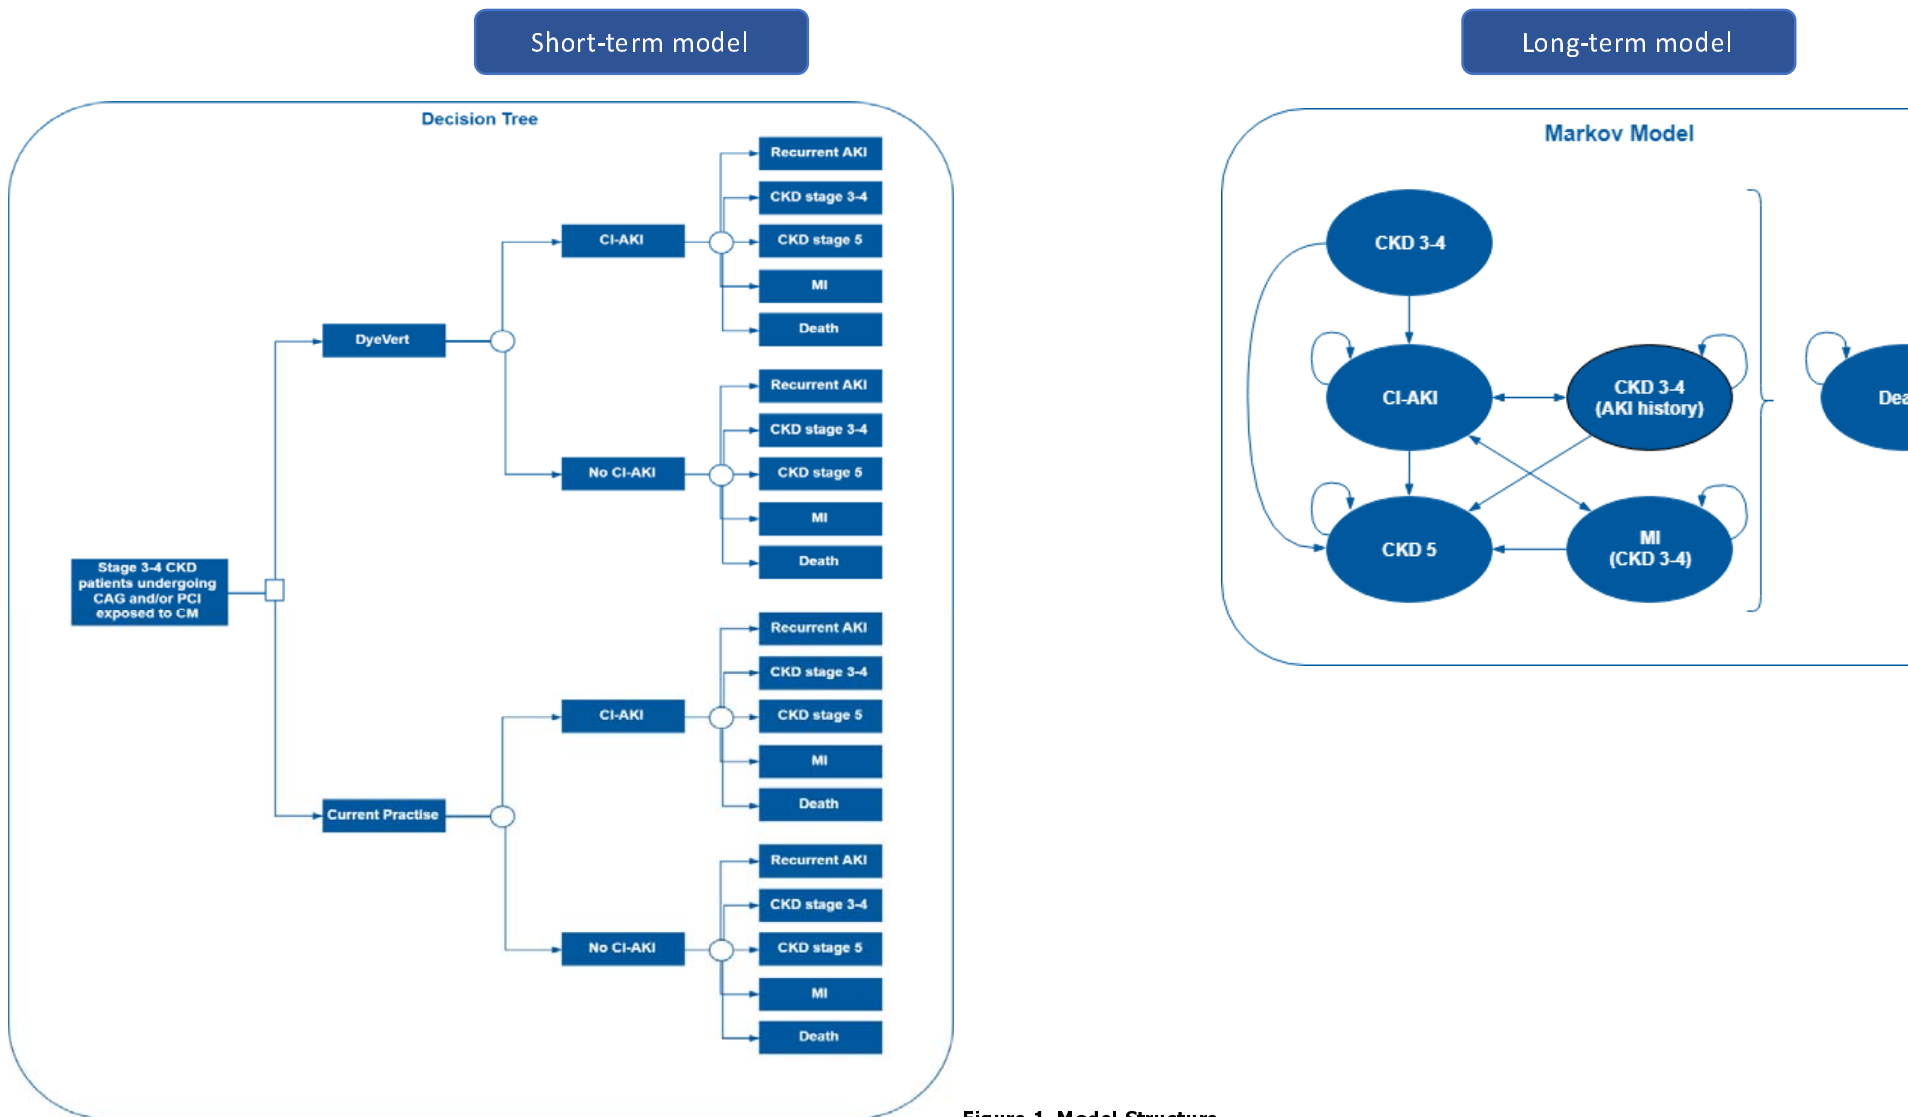 Short-term model
Long-term model
Decision Tree
Recurrent AKI
CKD stage 3-4
CI-AKI
CKD stage 5
MI
Death
DyeVert
Recurrent AKI
CKD stage 3-4
No CI-AKI
CKD stage 5
MI
Death
Stage 3-4 CKD
patients undergoing
CAG and/or PCI
exposed to CM
Recurrent AKI
CKD stage 3-4
CI-AKI
CKD stage 5
MI
Death
Current Practise
Recurrent AKI
CKD stage 3-4
No CI-AKI
CKD stage 5
MI
Death
Markov Model
CKD 3-4
CI-AKI
CKD 3-4
(AKI history)
CKD 5
MI
(CKD 3-4)
Figure 1. Model Structure